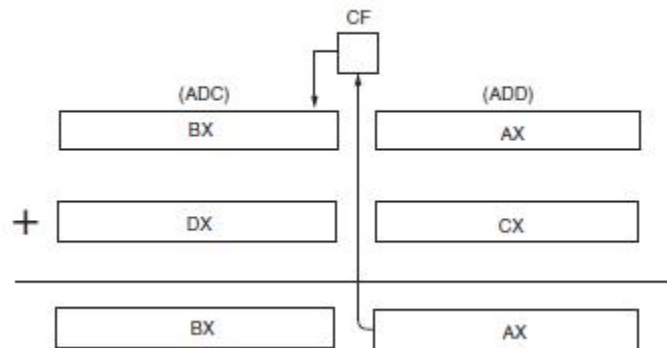 CF
(ADC) (ADD)
BX AX
+ DX CX
BX AX